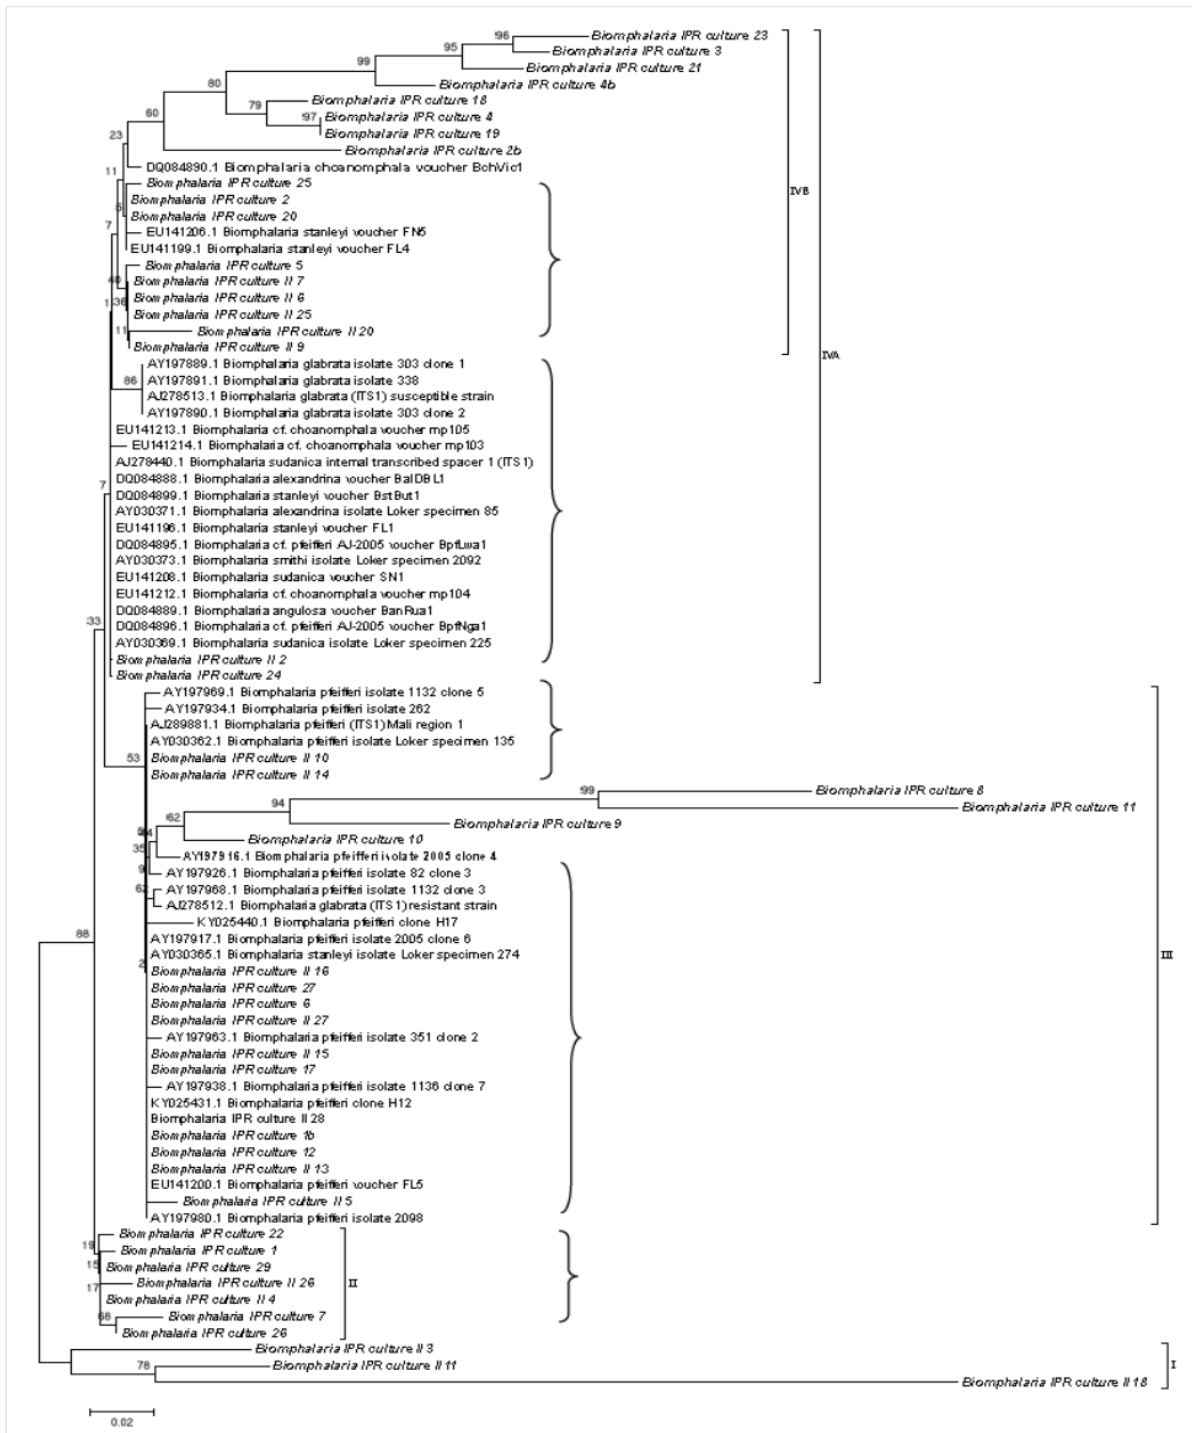 96
Biomphalaria IPR culture 23
95
Biomphalaria IPR culture 3
99
Biomphalaria IPR culture 21
80
Biomphalaria IPR culture 4b
79
Biomphalaria IPR culture 18
60
97
Biomphalaria IPR culture 4
Biomphalaria IPR culture 19
23
Biomphalaria IPR culture 2b
11
DQ084890.1 Biomphalaria choanomphala voucher BchVic1
Biomphalaria IPR culture 25
IVB
Biomphalaria IPR culture 2
Biomphalaria IPR culture 20
7
EU141206.1 Biomphalaria stanleyi voucher FN5
EU141199.1 Biomphalaria stanleyi voucher FL4
Biomphalaria IPR culture 5
Biomphalaria IPR culture II 7
Biomphalaria IPR culture II 6
1
Biomphalaria IPR culture II 25
11
Biomphalaria IPR culture II 20
Biomphalaria IPR culture II 9
IVA
AY197889.1 Biomphalaria glabrata isolate 303 clone 1
86
AY197891.1 Biomphalaria glabrata isolate 338
AJ278513.1 Biomphalaria glabrata (ITS1) susceptible strain
AY197890.1 Biomphalaria glabrata isolate 303 clone 2
EU141213.1 Biomphalaria cf. choanomphala voucher mp105
EU141214.1 Biomphalaria cf. choanomphala voucher mp103
AJ278440.1 Biomphalaria sudanica internal transcribed spacer 1 (ITS1)
DQ084888.1 Biomphalaria alexandrina voucher BalDBL1
7
DQ084899.1 Biomphalaria stanleyi voucher BstBut1
AY030371.1 Biomphalaria alexandrina isolate Loker specimen 85
EU141196.1 Biomphalaria stanleyi voucher FL1
DQ084895.1 Biomphalaria cf. pfeifferi AJ-2005 voucher BpfLwa1
AY030373.1 Biomphalaria smithi isolate Loker specimen 2092
EU141208.1 Biomphalaria sudanica voucher SN1
EU141212.1 Biomphalaria cf. choanomphala voucher mp104
DQ084889.1 Biomphalaria angulosa voucher BanRua1
33
DQ084896.1 Biomphalaria cf. pfeifferi AJ-2005 voucher BpfNga1
AY030369.1 Biomphalaria sudanica isolate Loker specimen 225
Biomphalaria IPR culture II 2
Biomphalaria IPR culture 24
AY197969.1 Biomphalaria pfeifferi isolate 1132 clone 5
AY197934.1 Biomphalaria pfeifferi isolate 262
AJ289881.1 Biomphalaria pfeifferi (ITS1) Mali region 1
AY030362.1 Biomphalaria pfeifferi isolate Loker specimen 135
53
Biomphalaria IPR culture II 10
Biomphalaria IPR culture II 14
99
Biomphalaria IPR culture 8
94
Biomphalaria IPR culture 11
62
Biomphalaria IPR culture 9
Biomphalaria IPR culture 10
35
AY197916.1 Biomphalaria pfeifferi isolate 2005 clone 4
9
AY197926.1 Biomphalaria pfeifferi isolate 82 clone 3
62
AY197968.1 Biomphalaria pfeifferi isolate 1132 clone 3
AJ278512.1 Biomphalaria glabrata (ITS1) resistant strain
KY025440.1 Biomphalaria pfeifferi clone H17
88
AY197917.1 Biomphalaria pfeifferi isolate 2005 clone 6
AY030365.1 Biomphalaria stanleyi isolate Loker specimen 274
III
2
Biomphalaria IPR culture II 16
Biomphalaria IPR culture 27
Biomphalaria IPR culture 6
Biomphalaria IPR culture II 27
AY197963.1 Biomphalaria pfeifferi isolate 351 clone 2
Biomphalaria IPR culture II 15
Biomphalaria IPR culture 17
AY197938.1 Biomphalaria pfeifferi isolate 1136 clone 7
KY025431.1 Biomphalaria pfeifferi clone H12
Biomphalaria IPR culture II 28
Biomphalaria IPR culture 1b
Biomphalaria IPR culture 12
Biomphalaria IPR culture II 13
EU141200.1 Biomphalaria pfeifferi voucher FL5
Biomphalaria IPR culture II 5
AY197980.1 Biomphalaria pfeifferi isolate 2098
Biomphalaria IPR culture 22
19
Biomphalaria IPR culture 1
15
Biomphalaria IPR culture 29
17
Biomphalaria IPR culture II 26
II
Biomphalaria IPR culture II 4
68
Biomphalaria IPR culture 7
Biomphalaria IPR culture 26
Biomphalaria IPR culture II 3
78
Biomphalaria IPR culture II 11
I
Biomphalaria IPR culture II 18
0.02